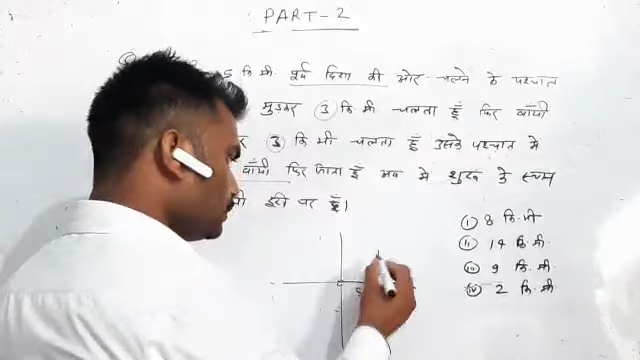 PART-2
5 कि.मी. पूर्व दिशा की ओर चलने के पश्चात
मुड़कर 3 कि मी चलता हूँ फिर बाँयी
3 कि मी चलता हूँ उसके पश्चात मैं
बाँयी फिर जाता हूँ अब मैं शुरुव के स्थान
दूरी पर हूँ।
(i) 8 कि.मी
(ii) 14 कि.मी.
(iii) 9 कि.मी.
(iv) 2 कि.मी.